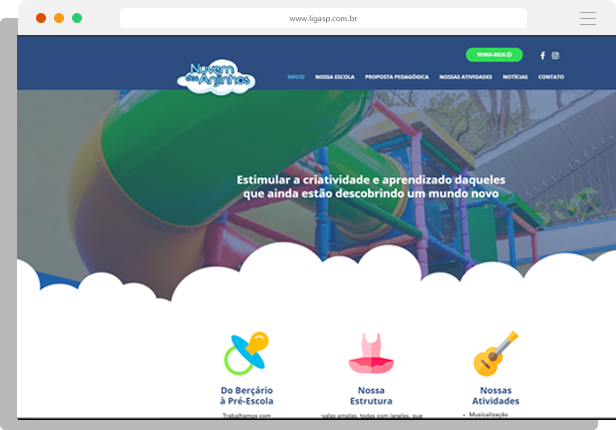 www.ligasp.com.br
Nuvem
dos Anjinhos
INÍCIO NOSSA ESCOLA PROPOSTA PEDAGÓGICA NOSSAS ATIVIDADES NOTÍCIAS CONTATO
Estimular a criatividade e aprendizado daqueles
que ainda estão descobrindo um mundo novo
Do Berçário
à Pré-Escola
Nossa
Estrutura
Nossas
Atividades
Trabalhamos com
-salas amplas, todas com janelas, que
• Musicalização